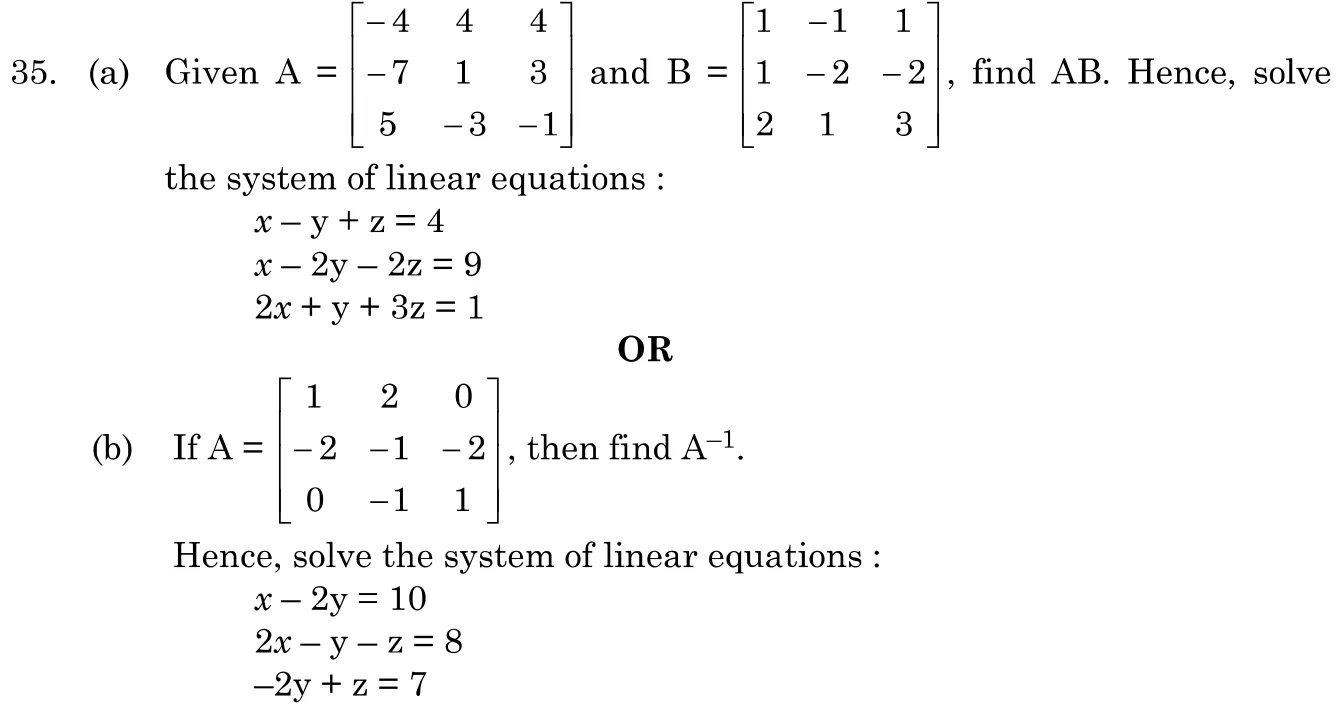 35. (a) Given A = [−4 4 4; −7 1 3; 5 −3 −1] and B = [1 −1 1; 1 −2 −2; 2 1 3], find AB. Hence, solve
the system of linear equations :
x – y + z = 4
x – 2y – 2z = 9
2x + y + 3z = 1
OR
(b) If A = [1 2 0; −2 −1 −2; 0 −1 1], then find A⁻¹.
Hence, solve the system of linear equations :
x – 2y = 10
2x – y – z = 8
–2y + z = 7